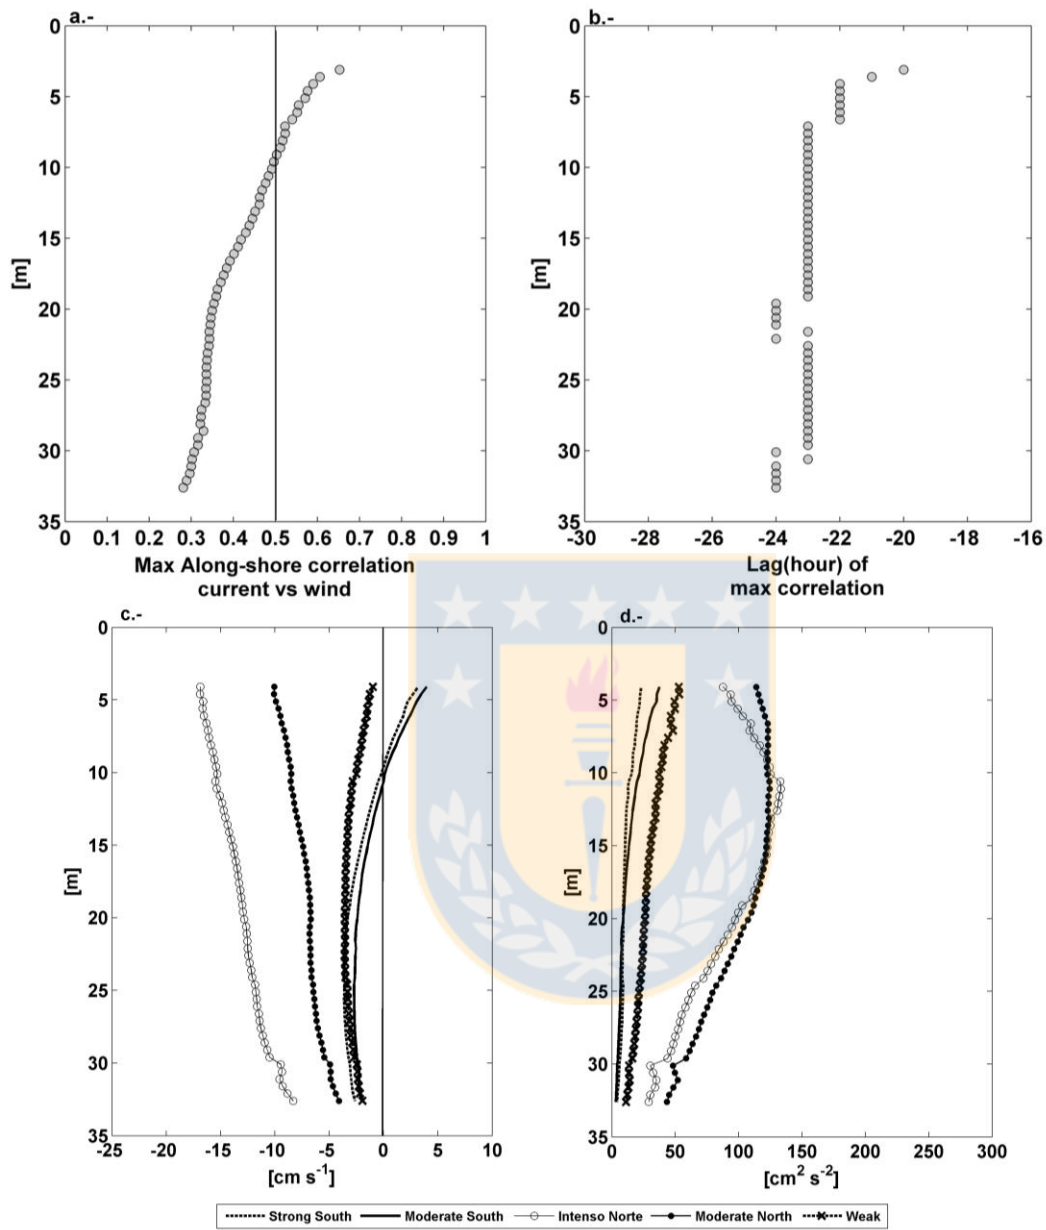 a.-
b.-
0
5
10
15
20
25
30
35
[m]
0 0.1 0.2 0.3 0.4 0.5 0.6 0.7 0.8 0.9 1
Max Along-shore correlation
current vs wind
0
5
10
15
20
25
30
35
[m]
-30 -28 -26 -24 -22 -20 -18 -16
Lag(hour) of
max correlation
c.-
0
5
10
15
20
25
30
35
[m]
-25 -20 -15 -10 -5 0 5 10
[cm s-1]
d.-
0
5
10
15
20
25
30
35
[m]
0 50 100 150 200 250 300
[cm2 s-2]
Strong South Moderate South Intenso Norte Moderate North Weak